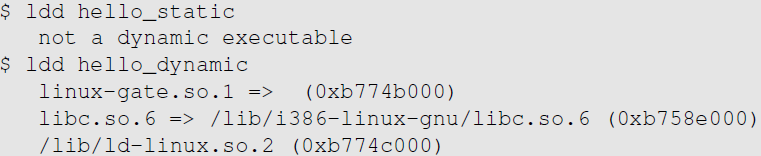 $ ldd hello_static
not a dynamic executable
$ ldd hello_dynamic
linux-gate.so.1 => (0xb774b000)
libc.so.6 => /lib/i386-linux-gnu/libc.so.6 (0xb758e000)
/lib/ld-linux.so.2 (0xb774c000)